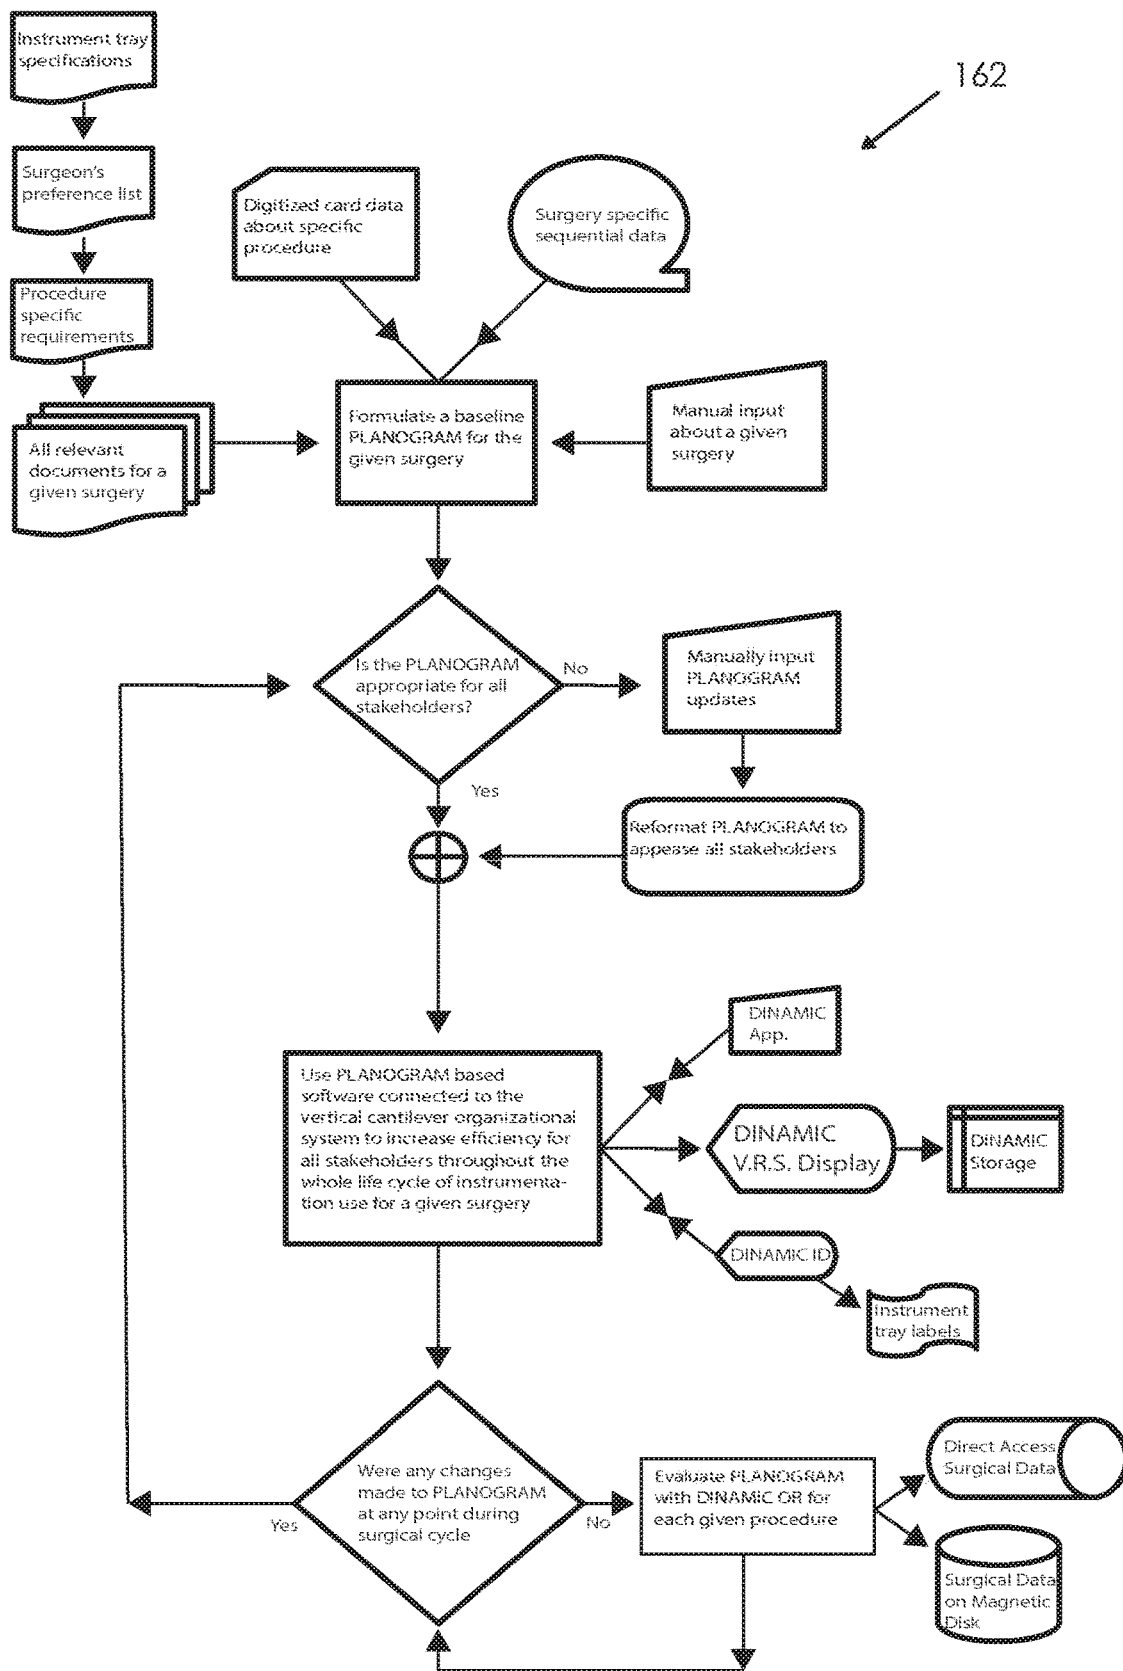 Instrument tray
specifications
162
Surgeon's
preference list
Digitized card data
about specific
procedure
Surgery specific
sequential data
Procedure
specific
requirements
All relevant
documents for a
given surgery
Formulate a baseline
PLANOGRAM for the
given surgery
Manual input
about a given
surgery
Is the PLANOGRAM
appropriate for all
stakeholders?
No
Manually input
PLANOGRAM
updates
Yes
Reformat PLANOGRAM to
appease all stakeholders
Use PLANOGRAM based
software connected to the
vertical cantilever organizational
system to increase efficiency for
all stakeholders throughout the
whole life cycle of instrumenta-
tion use for a given surgery
DINAMIC
App.
DINAMIC
V.R.S. Display
DINAMIC
Storage
DINAMIC ID
Instrument
tray labels
Were any changes
made to PLANOGRAM
at any point during
surgical cycle
Yes
No
Evaluate PLANOGRAM
with DINAMIC OR for
each given procedure
Direct Access
Surgical Data
Surgical Data
on Magnetic
Disk